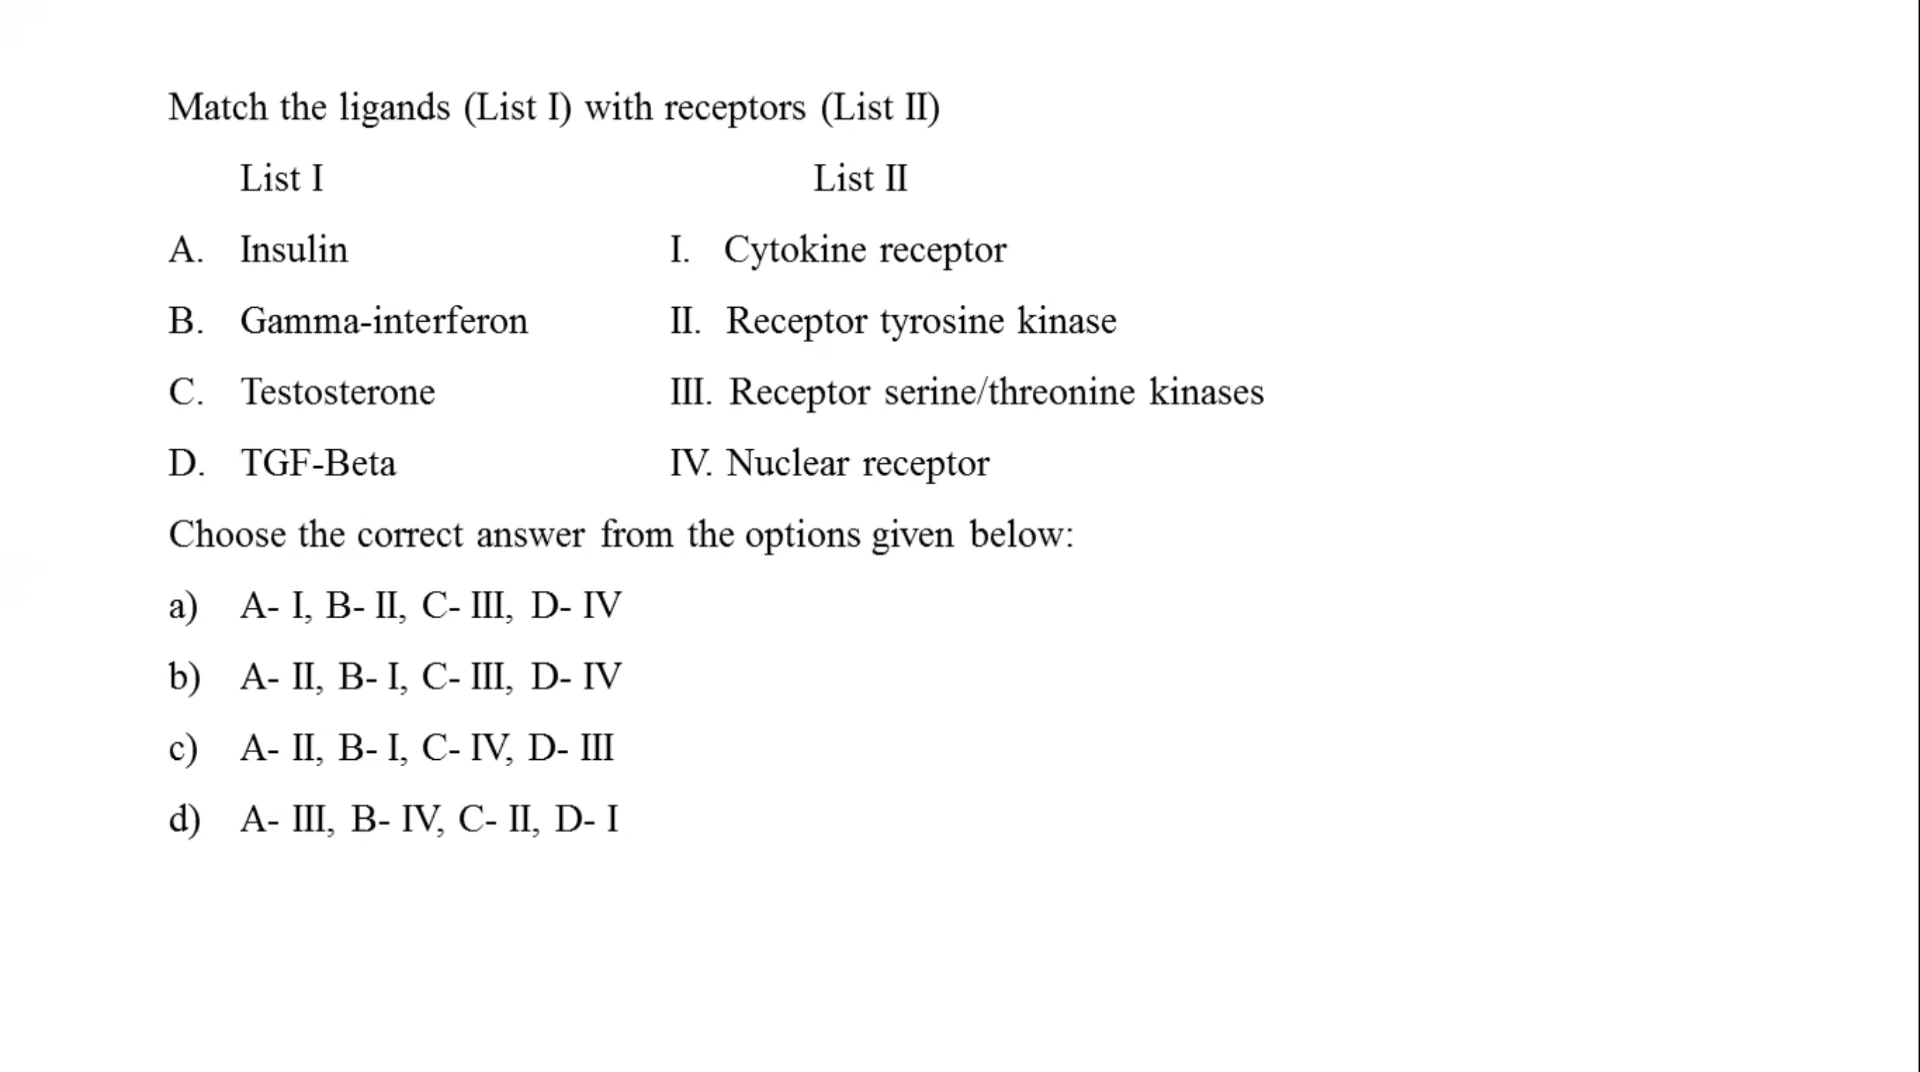 Match the ligands (List I) with receptors (List II)
List I List II
A. Insulin I. Cytokine receptor
B. Gamma-interferon II. Receptor tyrosine kinase
C. Testosterone III. Receptor serine/threonine kinases
D. TGF-Beta IV. Nuclear receptor
Choose the correct answer from the options given below:
a) A- I, B- II, C- III, D- IV
b) A- II, B- I, C- III, D- IV
c) A- II, B- I, C- IV, D- III
d) A- III, B- IV, C- II, D- I